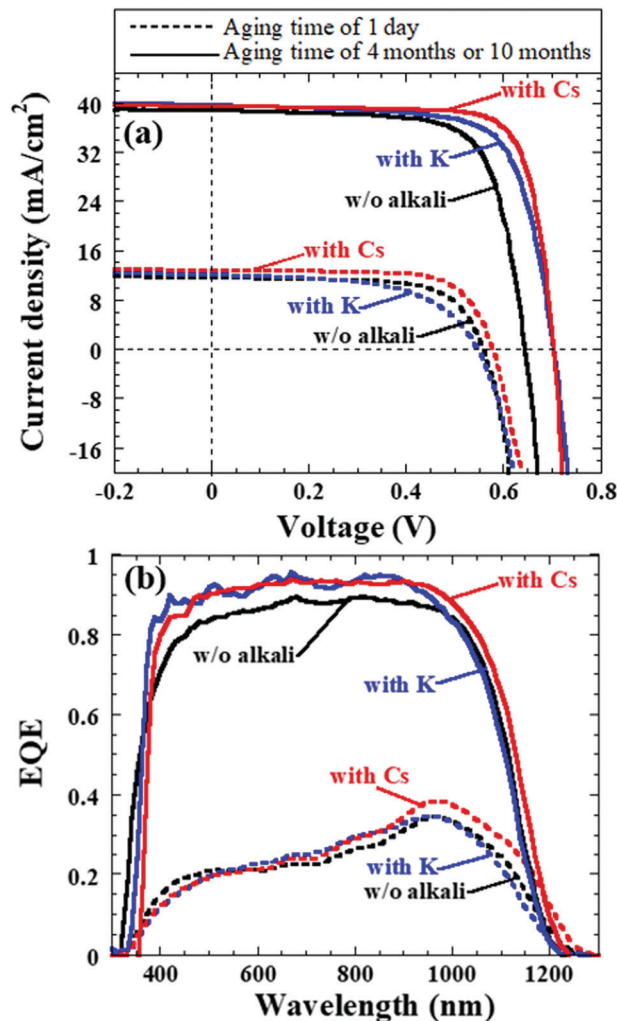 Aging time of 1 day
Aging time of 4 months or 10 months
(a)
with Cs
with K
w/o alkali
with Cs
with K
w/o alkali
Current density (mA/cm²)
40
32
24
16
8
0
-8
-16
-0.2 0 0.2 0.4 0.6 0.8
Voltage (V)
(b)
with Cs
w/o alkali
with K
with Cs
with K
w/o alkali
EQE
1
0.8
0.6
0.4
0.2
0
400 600 800 1000 1200
Wavelength (nm)